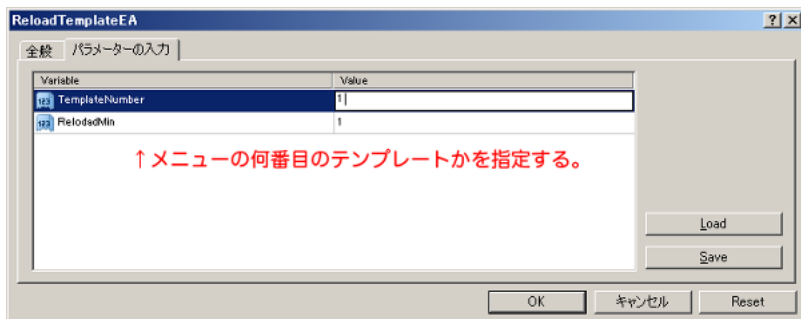 ReloadTemplateEA
全般 パラメーターの入力
Variable Value
TemplateNumber 1
RelodadMin 1
↑メニューの何番目のテンプレートかを指定する。
Load
Save
OK キャンセル Reset